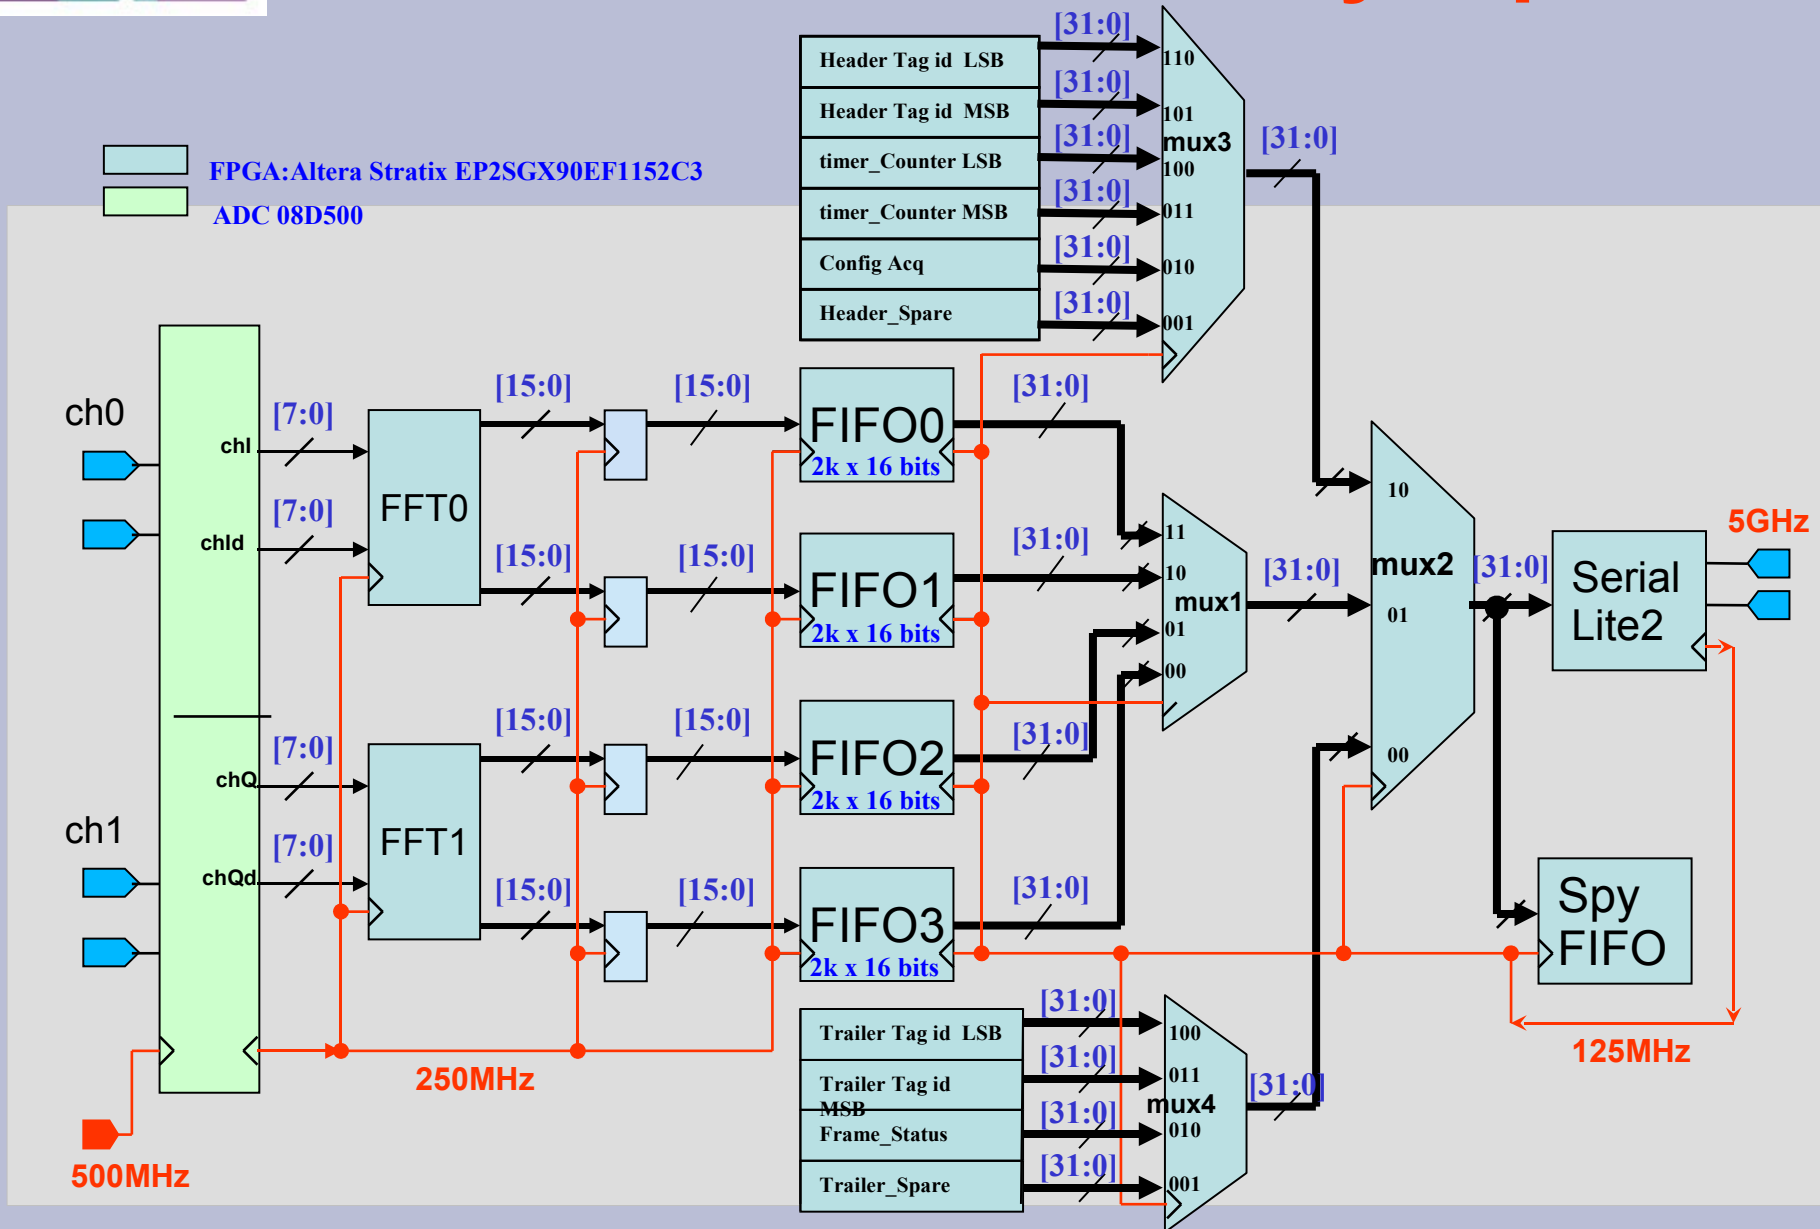 [31:0]
Header Tag id LSB
110
[31:0]
Header Tag id MSB
101
[31:0]
mux3
[31:0]
timer_Counter LSB
100
FPGA:Altera Stratix EP2SGX90EF1152C3
[31:0]
timer_Counter MSB
011
ADC 08D500
[31:0]
Config Acq
010
[31:0]
Header_Spare
001
ch0
[7:0]
[15:0]
[15:0]
[31:0]
chI
FIFO0
2k x 16 bits
FFT0
10
[7:0]
chId
[15:0]
[15:0]
[31:0]
11
5GHz
FIFO1
2k x 16 bits
10
mux1
[31:0]
mux2
[31:0]
Serial
Lite2
01
01
00
[7:0]
[15:0]
[15:0]
[31:0]
chQ
FIFO2
2k x 16 bits
00
ch1
FFT1
[7:0]
chQd
[15:0]
[15:0]
[31:0]
FIFO3
2k x 16 bits
Spy
FIFO
[31:0]
Trailer Tag id LSB
100
125MHz
250MHz
[31:0]
Trailer Tag id
MSB
011
mux4
[31:0]
[31:0]
Frame_Status
010
[31:0]
Trailer_Spare
001
500MHz